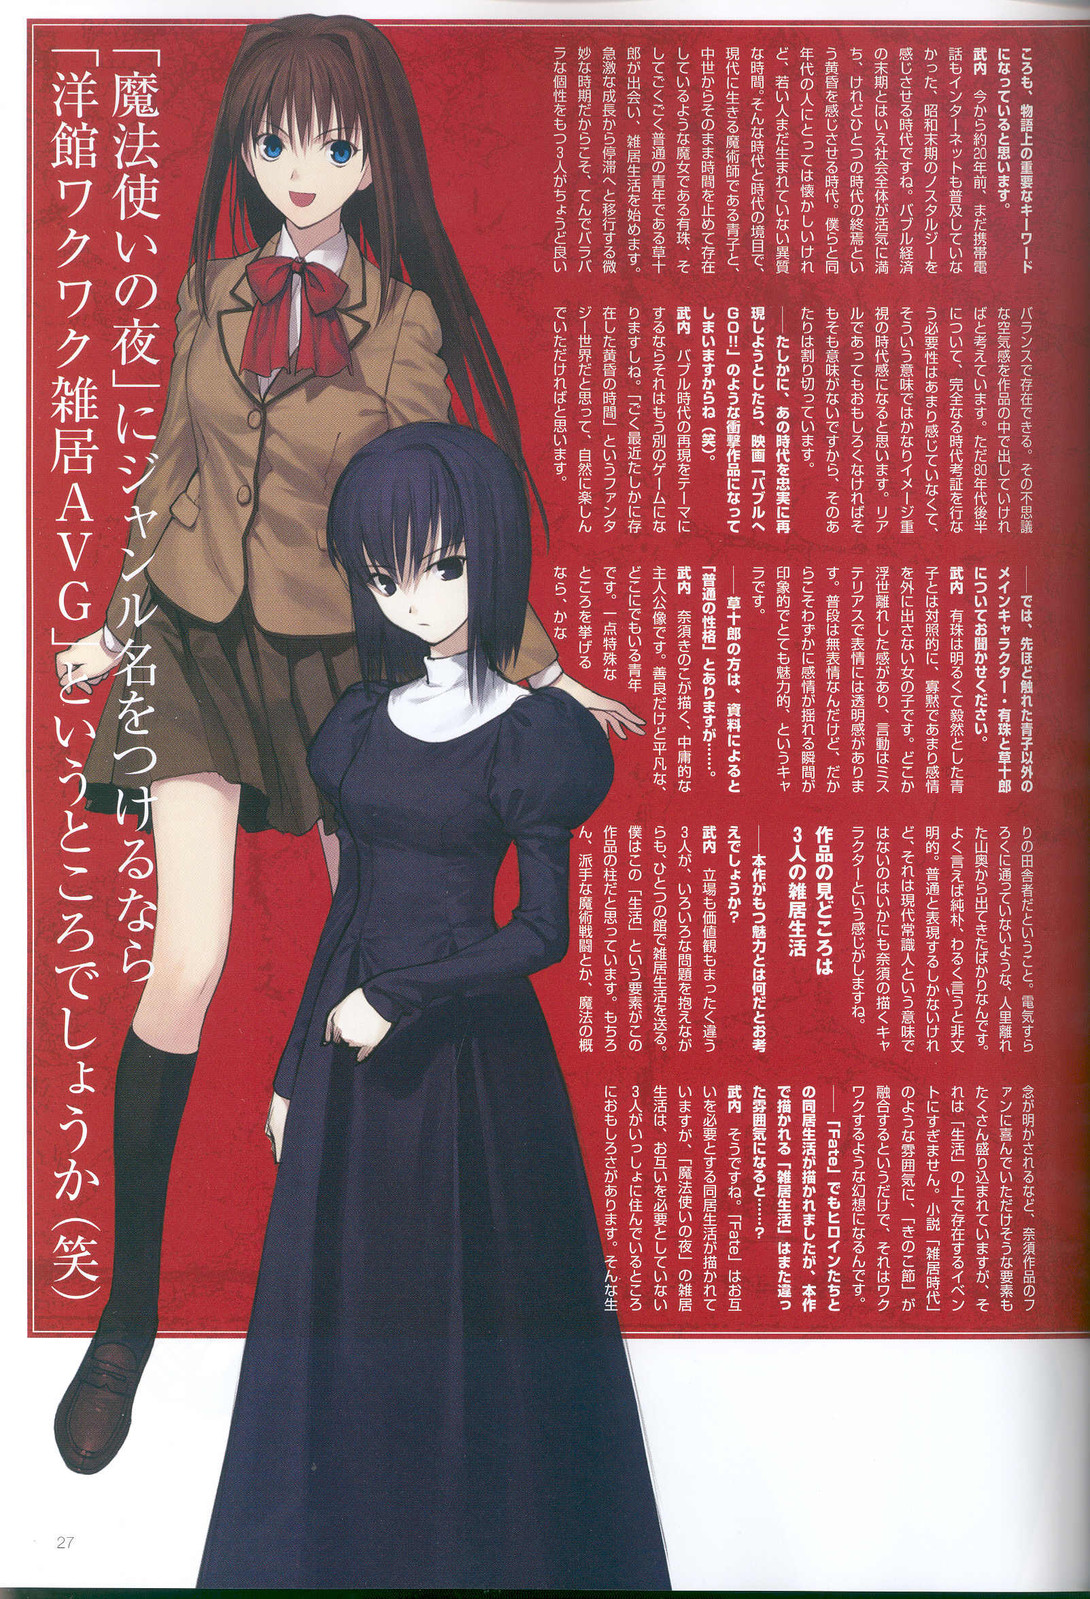 ころも、物語上の重要なキーワード
になっていると思います。
武内　今から約20年前、まだ携帯電
話もインターネットも普及していな
かった、昭和末期のノスタルジーを
感じさせる時代ですね。バブル経済
の末期とはいえ社会全体が活気に満
ち、けれどひとつの時代の終焉とい
う黄昏を感じさせる時代。僕らと同
年代の人にとっては懐かしいけれ
ど、若い人まだ生まれていない異質
な時間。そんな時代と時代の境目で、
現代に生きる魔術師である青子と、
中世からそのまま時間を止めて存在
しているような魔女である有珠、そ
してごくごく普通の青年である草十
郎が出会い、雑居生活を始めます。
急激な成長から停滞へと移行する微
妙な時期だからこそ、てんでバラバ
ラな個性をもつ3人がちょうど良い
バランスで存在できる。その不思議
な空気感を作品の中で出していけれ
ばと考えています。ただ80年代後半
について、完全なる時代考証を行な
う必要性はあまり感じていなくて、
そういう意味ではかなりイメージ重
視の時代感になると思います。リア
ルであってもおもしろくなければそ
もそも意味がないですから、そのあ
たりは割り切っています。
――たしかに、あの時代を忠実に再
現しようとしたら、映画「バブルへ
GO!!」のような衝撃作品になって
しまいますからね（笑）。
武内　バブル時代の再現をテーマに
するならそれはもう別のゲームにな
りますしね。「ごく最近たしかに存
在した黄昏の時間」というファンタ
ジー世界だと思って、自然に楽しん
でいただければと思います。
――では、先ほど触れた青子以外の
メインキャラクター・有珠と草十郎
についてお聞かせください。
武内　有珠は明るくて毅然とした青
子とは対照的に、寡黙であまり感情
を外に出さない女の子です。どこか
浮世離れした感があり、言動はミス
テリアスで表情には透明感がありま
す。普段は無表情なんだけど、だか
らこそわずかに感情が揺れる瞬間が
印象的でとても魅力的、というキャ
ラです。
――草十郎の方は、資料によると
「普通の性格」とありますが……。
武内　奈須きのこが描く、中庸的な
主人公像です。善良だけど平凡な、
どこにでもいる青年
です。一点特殊な
ところを挙げる
なら、かな
りの田舎者だということ。電気すら
ろくに通っていないような、人里離れ
た山奥から出てきたばかりなんです。
よく言えば純朴、わるく言うと非文
明的。普通と表現するしかないけれ
ど、それは現代常識人という意味で
はないのはいかにも奈須の描くキャ
ラクターという感じがしますね。
作品の見どころは
3人の雑居生活
――本作がもつ魅力とは何だとお考
えでしょうか？
武内　立場も価値観もまったく違う
3人が、いろいろな問題を抱えなが
らも、ひとつの館で雑居生活を送る。
僕はこの「生活」という要素がこの
作品の柱だと思っています。もちろ
ん、派手な魔術戦闘とか、魔法の概
念が明かされるなど、奈須作品のフ
ァンに喜んでいただけそうな要素も
たくさん盛り込まれていますが、そ
れは「生活」の上で存在するイベン
トにすぎません。小説「雑居時代」
のような雰囲気に、「きのこ節」が
融合するというだけで、それはワク
ワクするような幻想になるんです。
――「Fate」でもヒロインたちと
の同居生活が描かれましたが、本作
で描かれる「雑居生活」はまた違っ
た雰囲気になると……？
武内　そうですね。「Fate」はお互
いを必要とする同居生活が描かれて
いますが、「魔法使いの夜」の雑居
生活は、お互いを必要としていない
3人がいっしょに住んでいるところ
におもしろさがあります。そんな生
「魔法使いの夜」にジャンル名をつけるなら
「洋館ワクワク雑居AVG」というところでしょうか（笑）
27